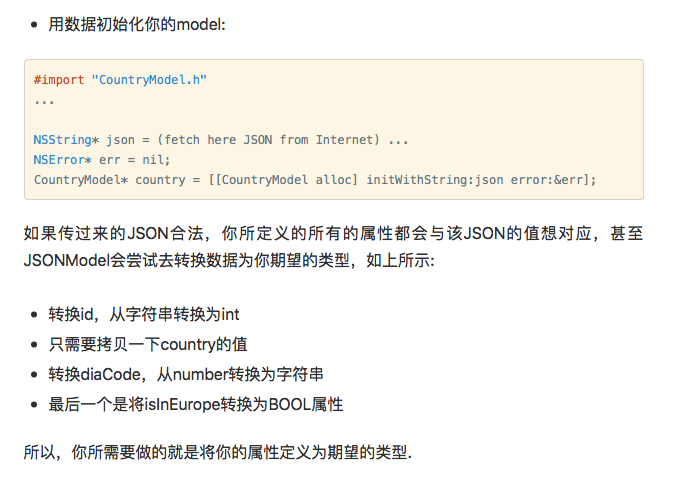 用数据初始化你的model:
#import "CountryModel.h"
...
NSString* json = (fetch here JSON from Internet) ...
NSError* err = nil;
CountryModel* country = [[CountryModel alloc] initWithString:json error:&err];
如果传过来的JSON合法，你所定义的所有的属性都会与该JSON的值想对应，甚至
JSONModel会尝试去转换数据为你期望的类型，如上所示:
转换id，从字符串转换为int
只需要拷贝一下country的值
转换diaCode，从number转换为字符串
最后一个是将isInEurope转换为BOOL属性
所以，你所需要做的就是将你的属性定义为期望的类型.